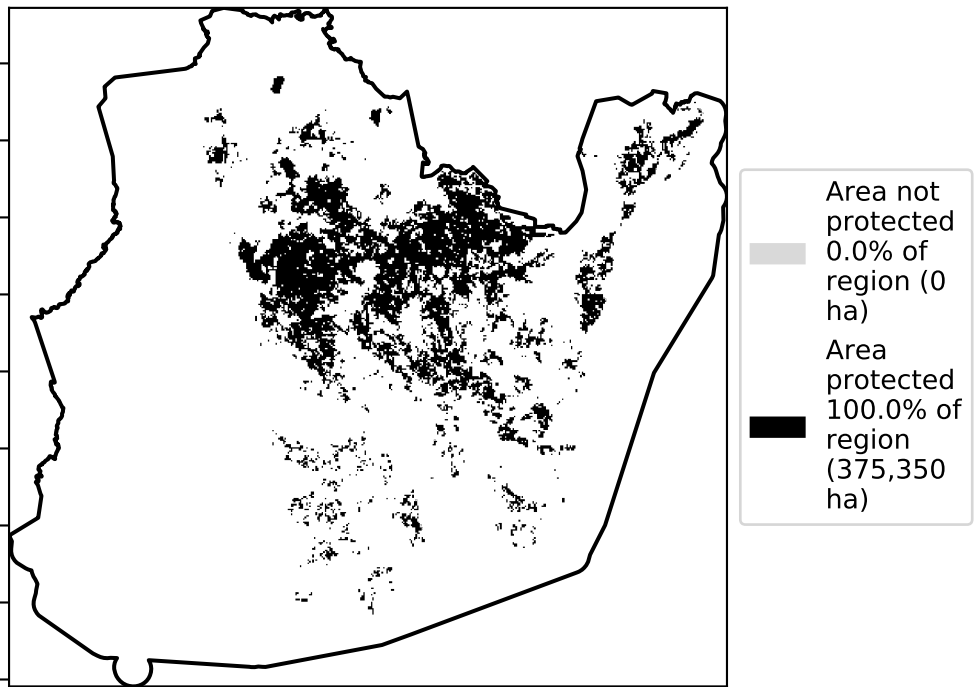 Area not
protected
0.0% of
region (0
ha)
Area
protected
100.0% of
region
(375,350
ha)